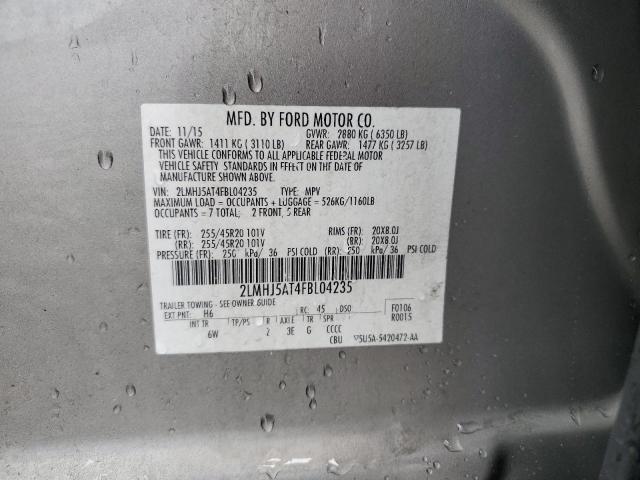 MFD. BY FORD MOTOR CO.
DATE: 11/15 GVWR: 2880 KG ( 6350 LB)
FRONT GAWR: 1411 KG ( 3110 LB) REAR GAWR: 1477 KG ( 3257 LB)
THIS VEHICLE CONFORMS TO ALL APPLICABLE FEDERAL MOTOR
VEHICLE SAFETY STANDARDS IN EFFECT ON THE DATE OF
MANUFACTURE SHOWN ABOVE.
VIN: 2LMHJ5AT4FBL04235 TYPE: MPV
MAXIMUM LOAD = OCCUPANTS + LUGGAGE = 526KG/1160LB
OCCUPANTS = 7 TOTAL; 2 FRONT, 5 REAR
TIRE (FR): 255/45R20 101V RIMS (FR): 20X8.0J
(RR): 255/45R20 101V (RR): 20X8.0J
PRESSURE (FR): 250 kPa/ 36 PSI COLD (RR): 250 kPa/ 36 PSI COLD
2LMHJ5AT4FBL04235
TRAILER TOWING - SEE OWNER GUIDE
EXT PNT: H6 RC: 45 DSO F0106
R0015
INT TR TP/PS R AXLE TR SPR
6W 2 3E G CCCC
CBU 5U5A-5420472-AA